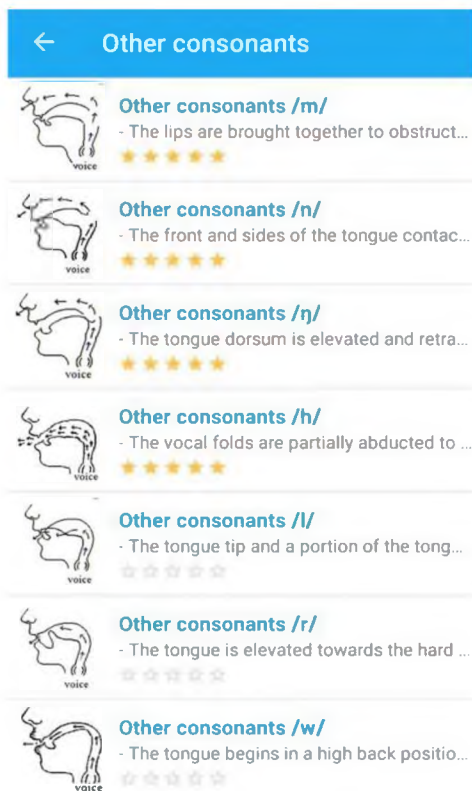 Other consonants
Other consonants /m/
- The lips are brought together to obstruct...
voice
Other consonants /n/
- The front and sides of the tongue contac...
voice
Other consonants /ŋ/
- The tongue dorsum is elevated and retra...
voice
Other consonants /h/
- The vocal folds are partially abducted to ...
voice
Other consonants /l/
- The tongue tip and a portion of the tong...
voice
Other consonants /r/
- The tongue is elevated towards the hard ...
voice
Other consonants /w/
- The tongue begins in a high back positio...
voice